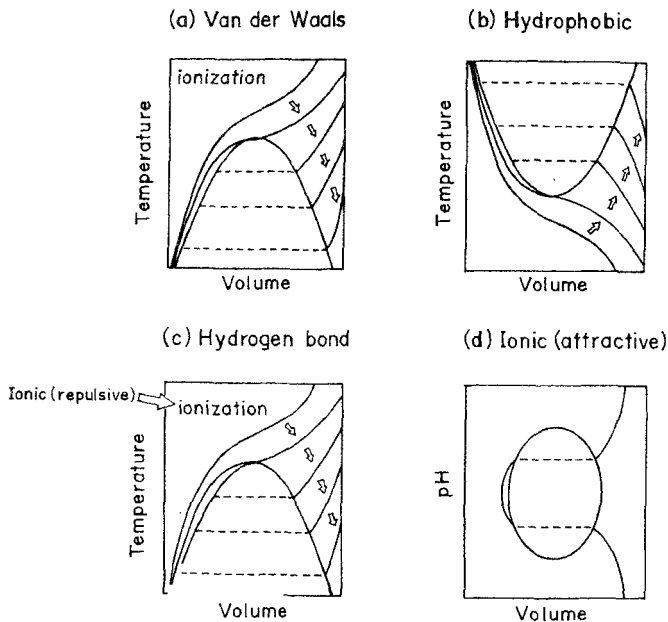 (a) Van der Waals
ionization
Temperature
Volume
(b) Hydrophobic
Temperature
Volume
(c) Hydrogen bond
Ionic (repulsive)
ionization
Temperature
Volume
(d) Ionic (attractive)
pH
Volume